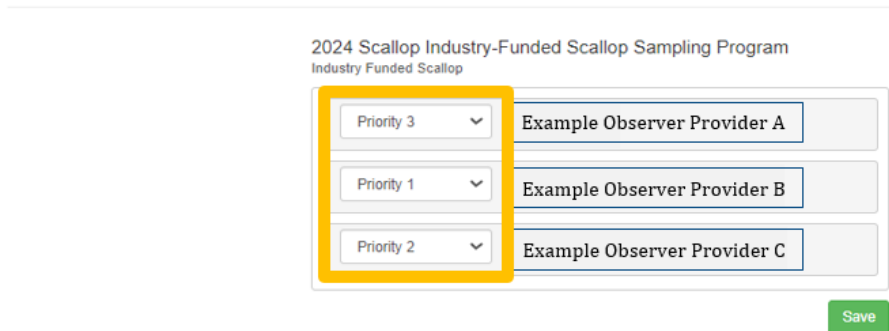 2024 Scallop Industry-Funded Scallop Sampling Program
Industry Funded Scallop
Priority 3 Example Observer Provider A
Priority 1 Example Observer Provider B
Priority 2 Example Observer Provider C
Save